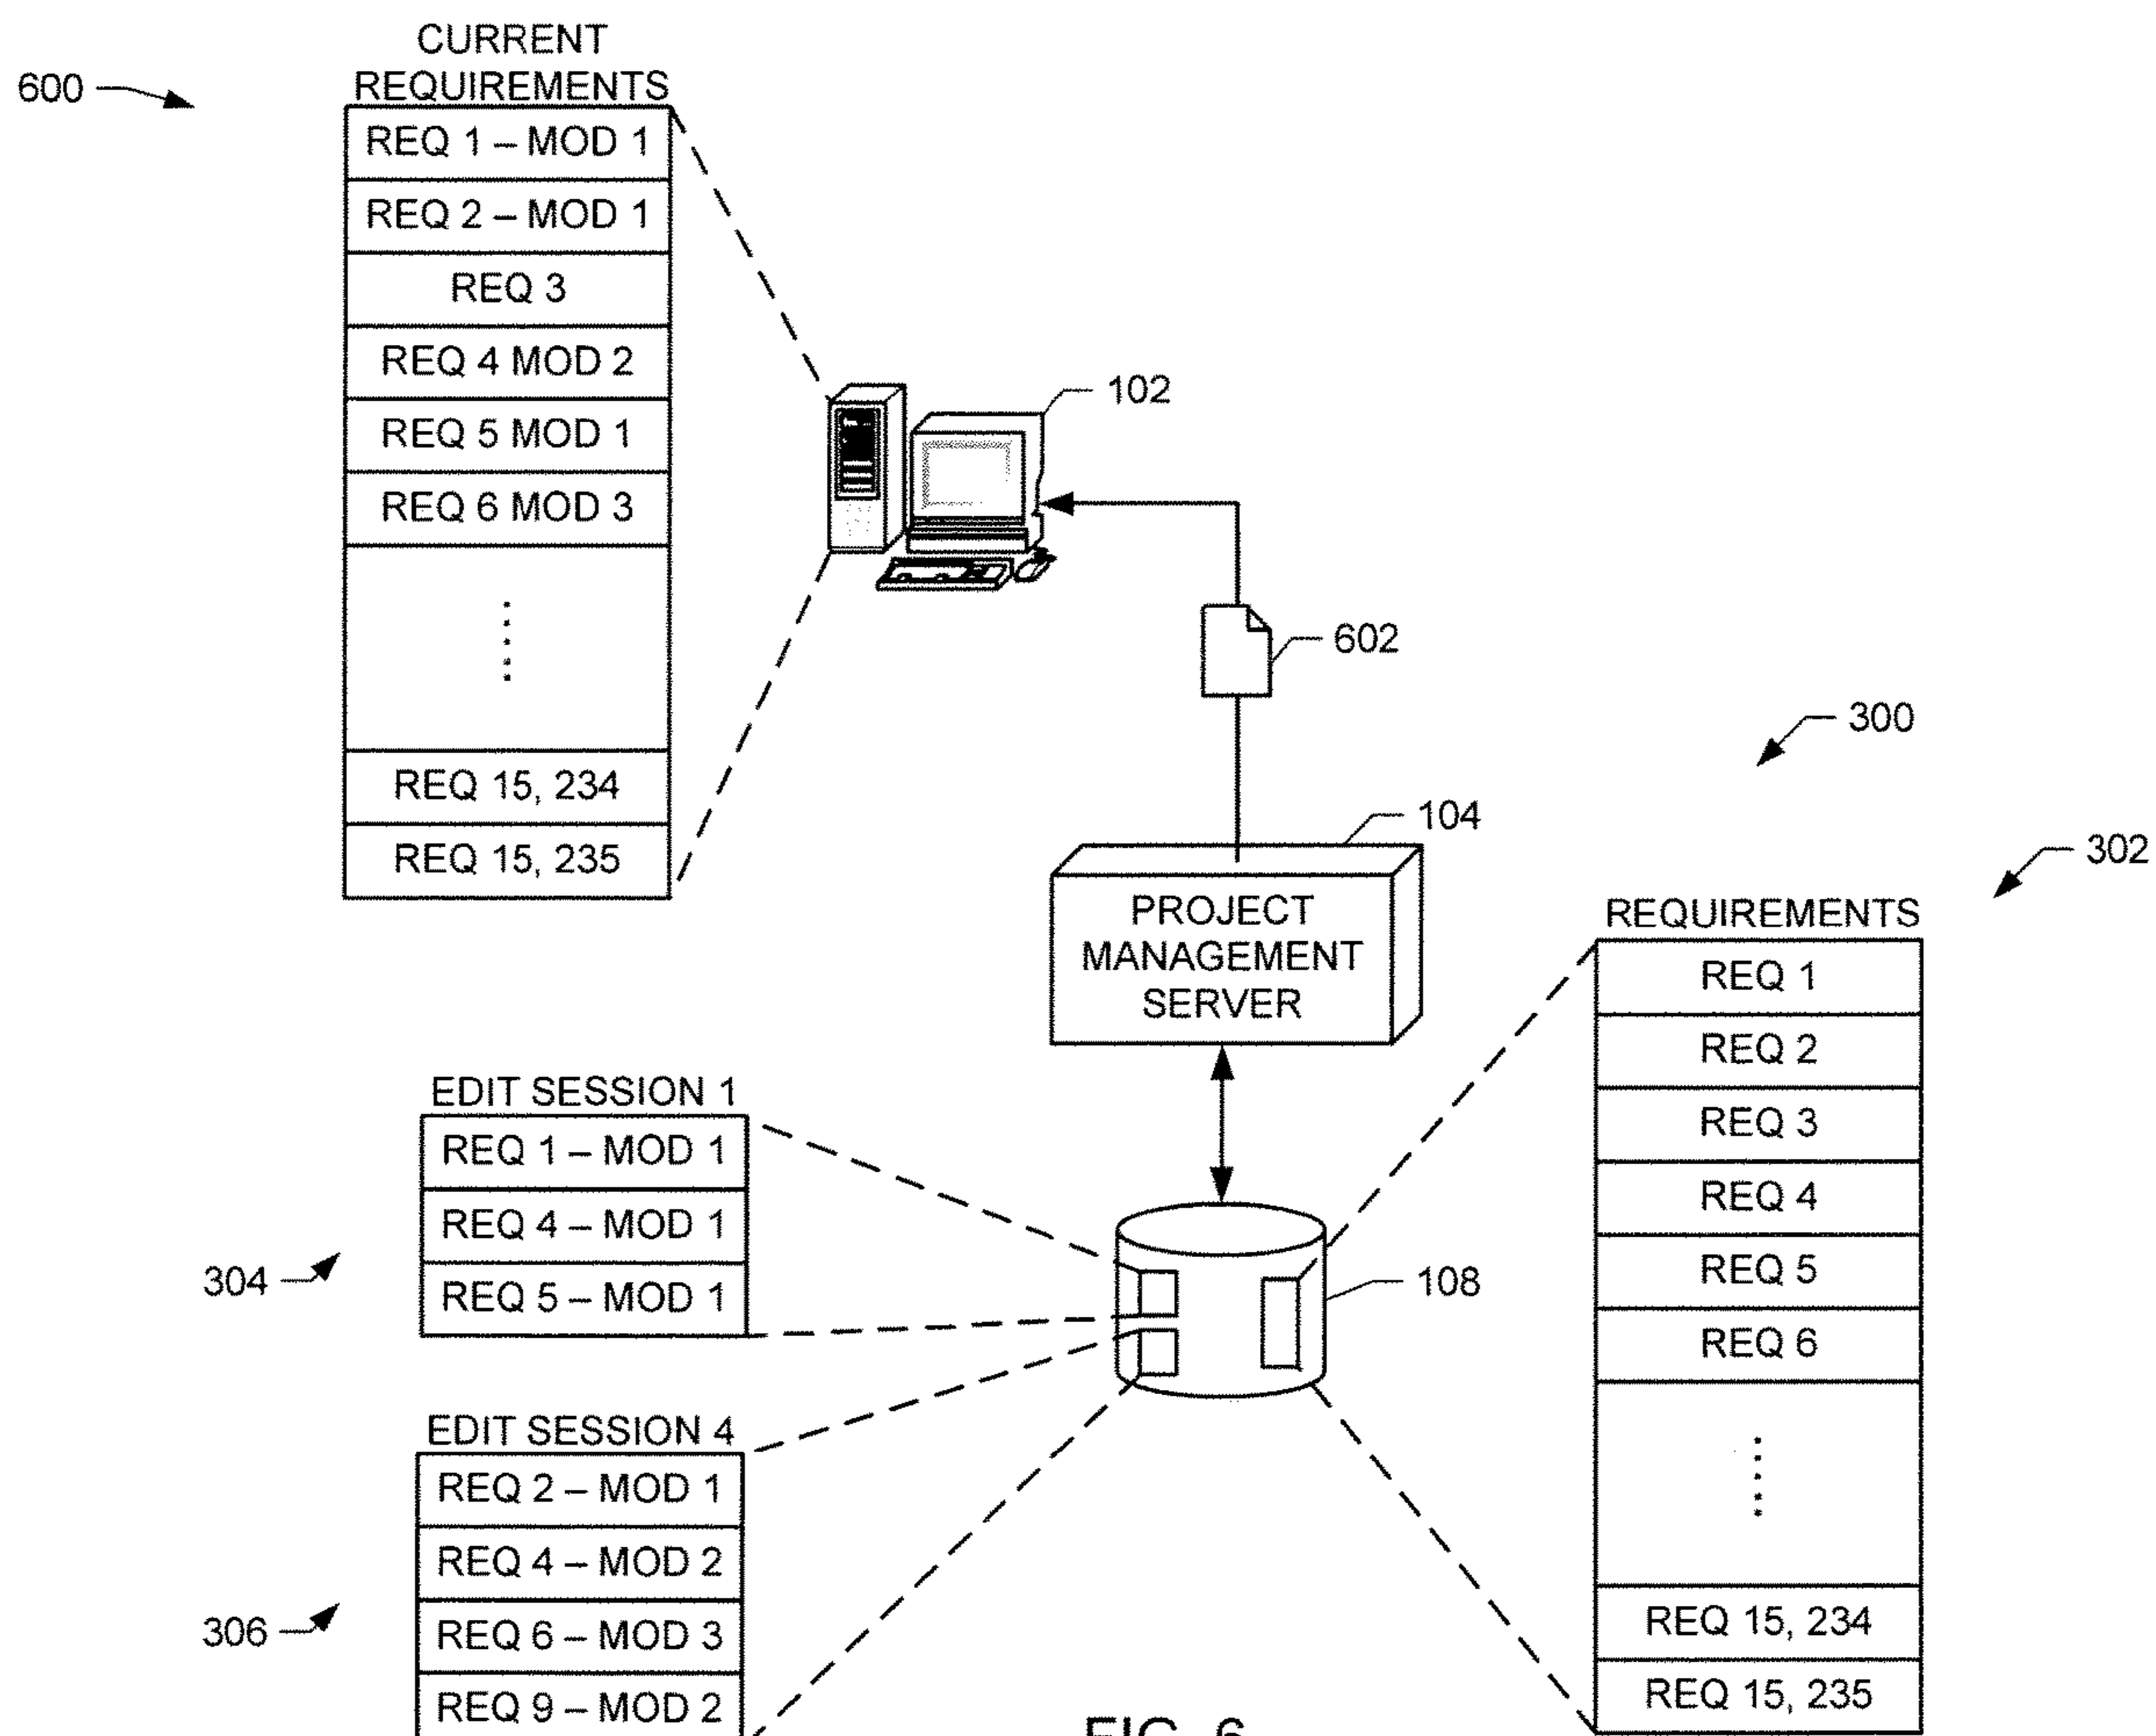 CURRENT
REQUIREMENTS
600
REQ 1 – MOD 1
REQ 2 – MOD 1
REQ 3
REQ 4 MOD 2
REQ 5 MOD 1
REQ 6 MOD 3
REQ 15, 234
REQ 15, 235
102
602
300
104
302
PROJECT
MANAGEMENT
SERVER
REQUIREMENTS
REQ 1
REQ 2
REQ 3
REQ 4
REQ 5
REQ 6
REQ 15, 234
REQ 15, 235
EDIT SESSION 1
REQ 1 – MOD 1
REQ 4 – MOD 1
REQ 5 – MOD 1
304
108
EDIT SESSION 4
REQ 2 – MOD 1
REQ 4 – MOD 2
REQ 6 – MOD 3
REQ 9 – MOD 2
306
FIG. 6